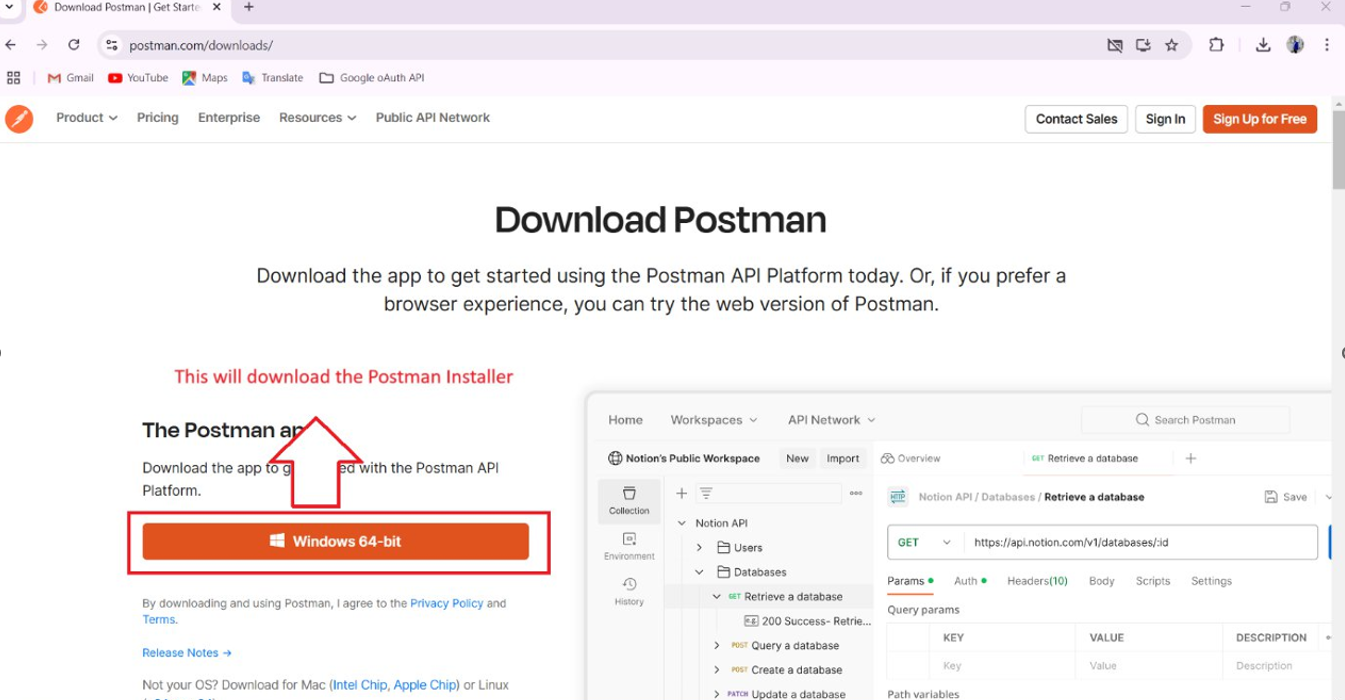 Download Postman | Get Starte
postman.com/downloads/
Gmail YouTube Maps Translate Google oAuth API
Product Pricing Enterprise Resources Public API Network Contact Sales Sign In Sign Up for Free
Download Postman
Download the app to get started using the Postman API Platform today. Or, if you prefer a
browser experience, you can try the web version of Postman.
This will download the Postman Installer
The Postman ap
Download the app to g ed with the Postman API
Platform.
Windows 64-bit
By downloading and using Postman, I agree to the Privacy Policy and
Terms.
Release Notes →
Not your OS? Download for Mac (Intel Chip, Apple Chip) or Linux
Home Workspaces API Network Search Postman
Notion's Public Workspace New Import Overview GET Retrieve a database
Collection
Environment
History
Notion API
Users
Databases
GET Retrieve a database
200 Success- Retrie...
POST Query a database
POST Create a database
PATCH Update a database
HTTP Notion API / Databases / Retrieve a database Save
GET https://api.notion.com/v1/databases/:id
Params Auth Headers(10) Body Scripts Settings
Query params
KEY VALUE DESCRIPTION
Key Value Description
Path variables